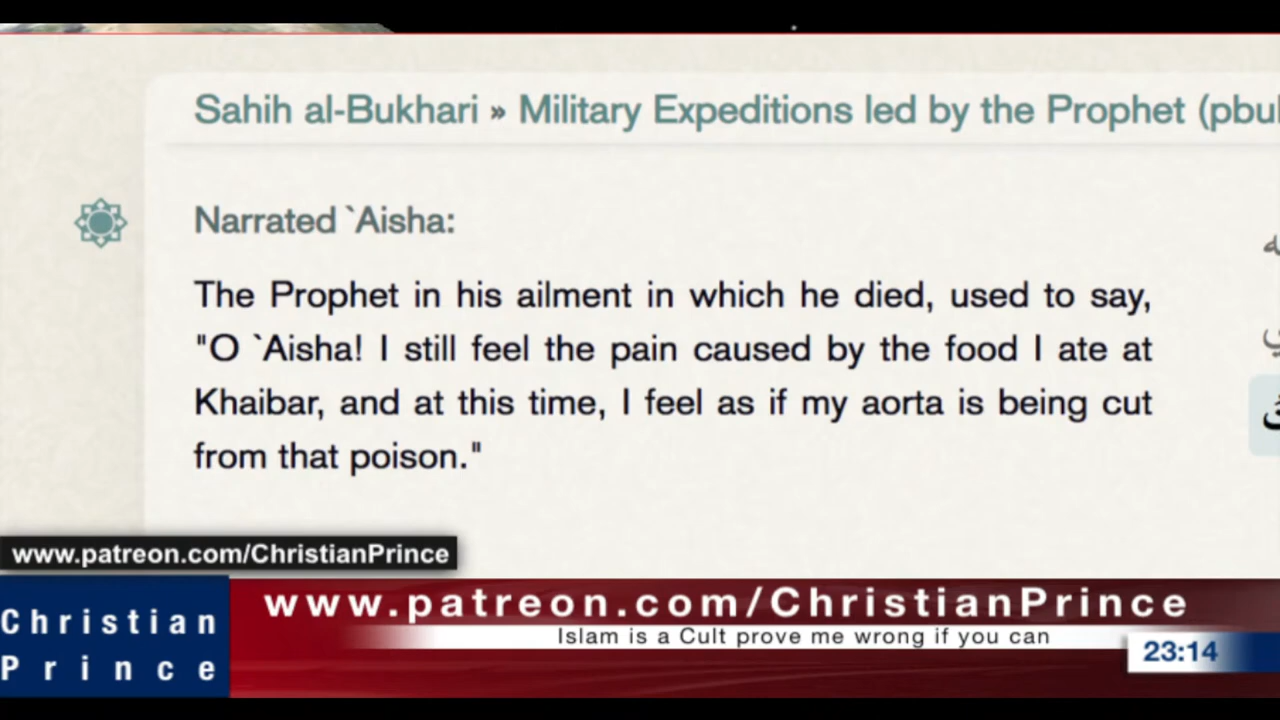 Sahih al-Bukhari » Military Expeditions led by the Prophet
Narrated `Aisha:
The Prophet in his ailment in which he died, used to say,
"O `Aisha! I still feel the pain caused by the food I ate at
Khaibar, and at this time, I feel as if my aorta is being cut
from that poison."
www.patreon.com/ChristianPrince
Christian
Prince
www.patreon.com/ChristianPrince
Islam is a Cult prove me wrong if you can
23:14